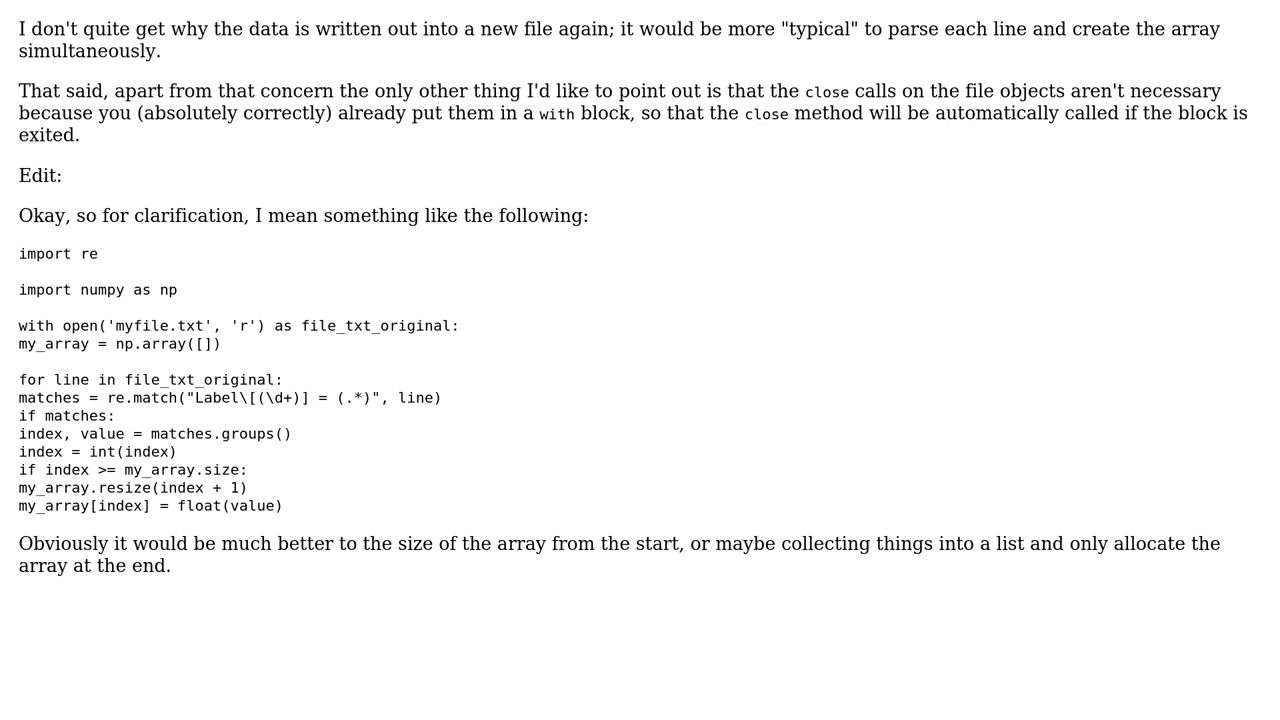 I don't quite get why the data is written out into a new file again; it would be more "typical" to parse each line and create the array
simultaneously.
That said, apart from that concern the only other thing I'd like to point out is that the close calls on the file objects aren't necessary
because you (absolutely correctly) already put them in a with block, so that the close method will be automatically called if the block is
exited.
Edit:
Okay, so for clarification, I mean something like the following:
import re
import numpy as np
with open('myfile.txt', 'r') as file_txt_original:
my_array = np.array([])
for line in file_txt_original:
matches = re.match("Label\[(\d+)] = (.*)", line)
if matches:
index, value = matches.groups()
index = int(index)
if index >= my_array.size:
my_array.resize(index + 1)
my_array[index] = float(value)
Obviously it would be much better to the size of the array from the start, or maybe collecting things into a list and only allocate the
array at the end.